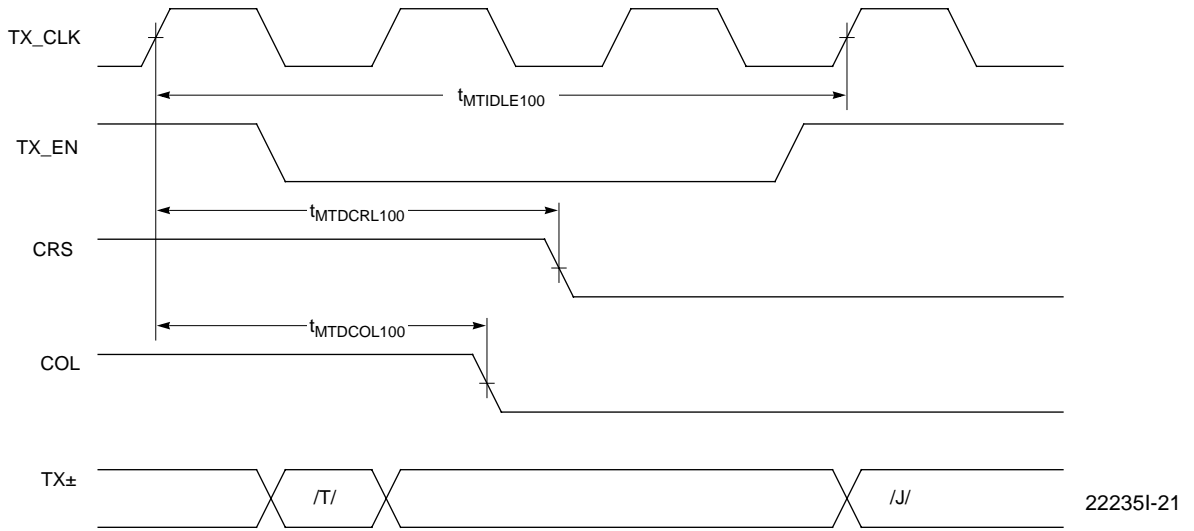 TX_CLK
tMTIDLE100
TX_EN
tMTDCRL100
CRS
tMTDCOL100
COL
TX±
/T/
/J/
22235I-21